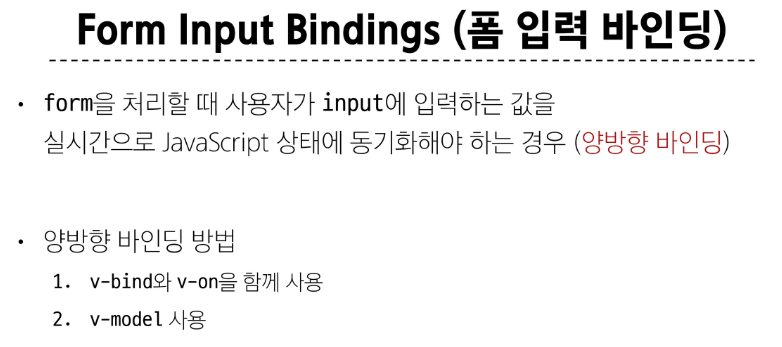 Form Input Bindings (폼 입력 바인딩)
• form을 처리할 때 사용자가 input에 입력하는 값을
실시간으로 JavaScript 상태에 동기화해야 하는 경우 (양방향 바인딩)
• 양방향 바인딩 방법
1. v-bind와 v-on을 함께 사용
2. v-model 사용